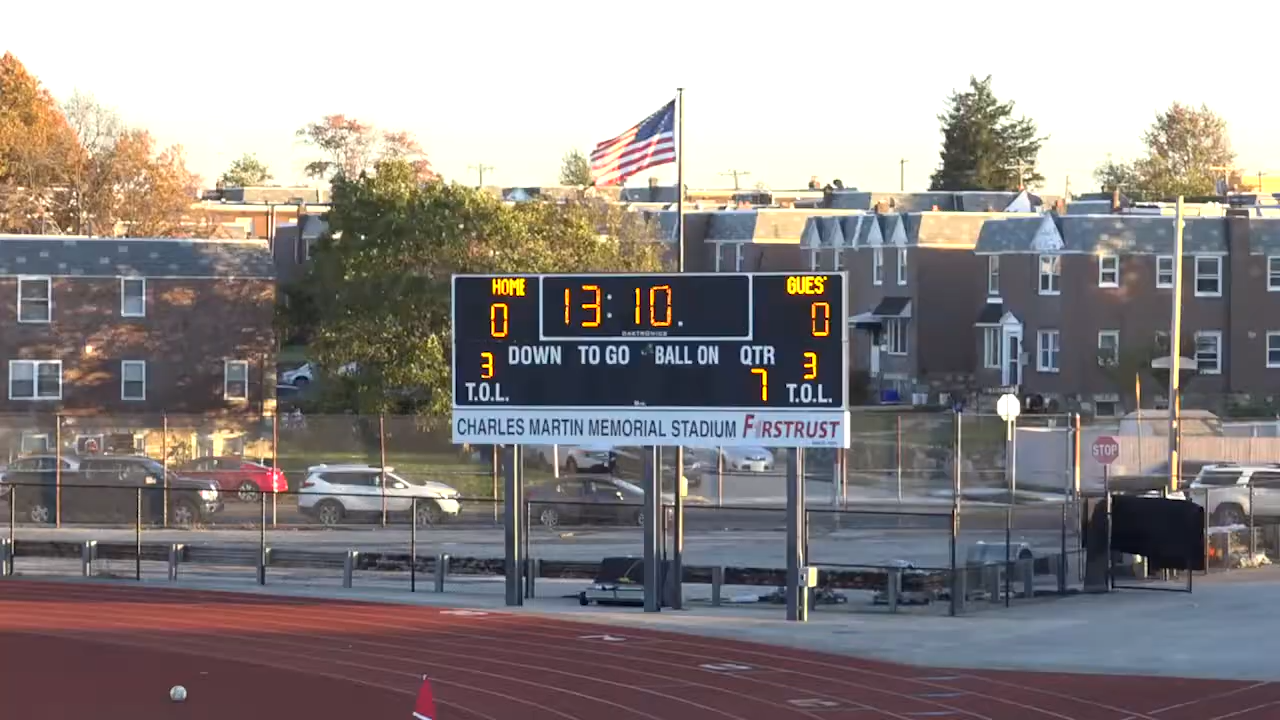 HOME 13:10 GUEST
0 0
DAKTRONICS
DOWN TO GO BALL ON QTR
3 7 3
T.O.L. T.O.L.
CHARLES MARTIN MEMORIAL STADIUM FIRSTRUST
STOP